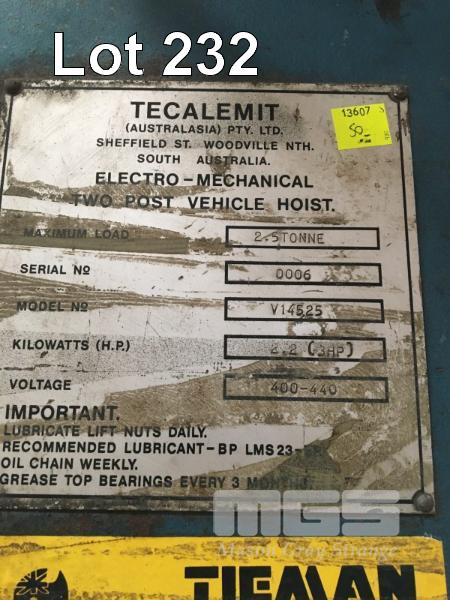 Lot 232
TECALEMIT
(AUSTRALASIA) PTY. LTD.
SHEFFIELD ST. WOODVILLE NTH.
SOUTH AUSTRALIA.
13607
50-
ELECTRO-MECHANICAL
TWO POST VEHICLE HOIST.
MAXIMUM LOAD 2.5TONNE
SERIAL Nº 0006
MODEL Nº V14525
KILOWATTS (H.P.) 2.2 (3HP)
VOLTAGE 400-440
IMPORTANT.
LUBRICATE LIFT NUTS DAILY.
RECOMMENDED LUBRICANT-BP LMS23-
OIL CHAIN WEEKLY.
GREASE TOP BEARINGS EVERY 3 MONTHS.
MGS
Mason Gray Strange
TIEMAN